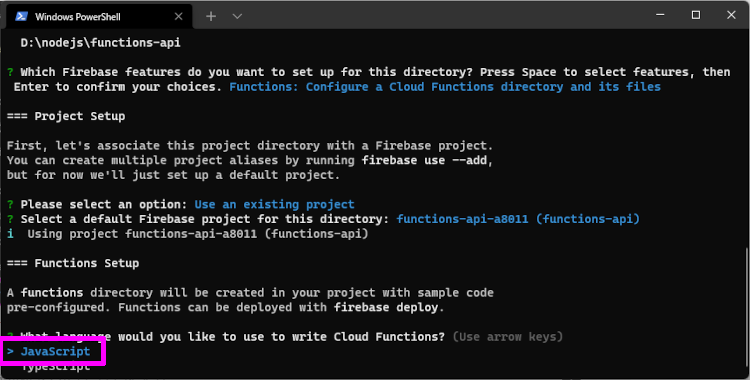 Windows PowerShell
D:\nodejs\functions-api
? Which Firebase features do you want to set up for this directory? Press Space to select features, then
Enter to confirm your choices. Functions: Configure a Cloud Functions directory and its files
=== Project Setup
First, let's associate this project directory with a Firebase project.
You can create multiple project aliases by running firebase use --add,
but for now we'll just set up a default project.
? Please select an option: Use an existing project
? Select a default Firebase project for this directory: functions-api-a8011 (functions-api)
i  Using project functions-api-a8011 (functions-api)
=== Functions Setup
A functions directory will be created in your project with sample code
pre-configured. Functions can be deployed with firebase deploy.
? What language would you like to use to write Cloud Functions? (Use arrow keys)
> JavaScript
TypeScript